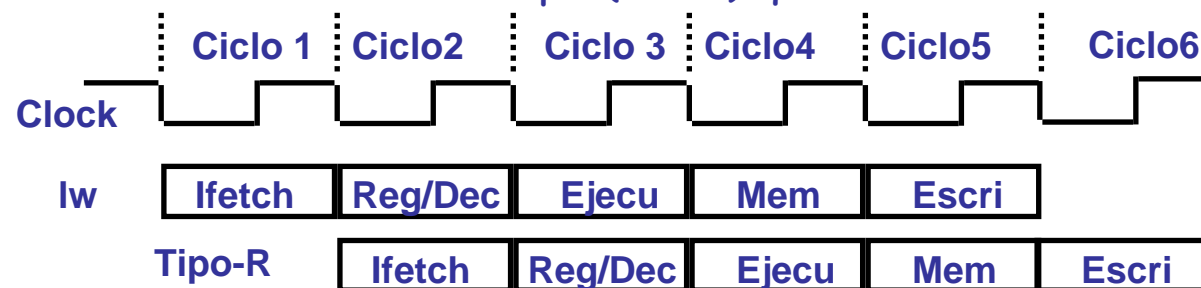 Ciclo 1 Ciclo2 Ciclo 3 Ciclo4 Ciclo5 Ciclo6
Clock
lw Ifetch Reg/Dec Ejecu Mem Escri
Tipo-R Ifetch Reg/Dec Ejecu Mem Escri